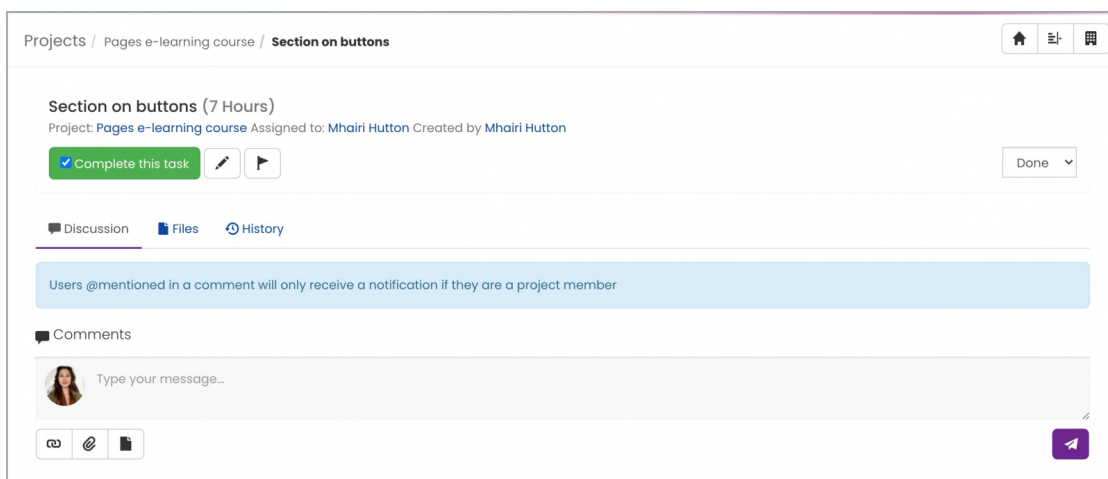 Projects / Pages e-learning course / Section on buttons
Section on buttons (7 Hours)
Project: Pages e-learning course Assigned to: Mhairi Hutton Created by Mhairi Hutton
Complete this task
Done
Discussion Files History
Users @mentioned in a comment will only receive a notification if they are a project member
Comments
Type your message...